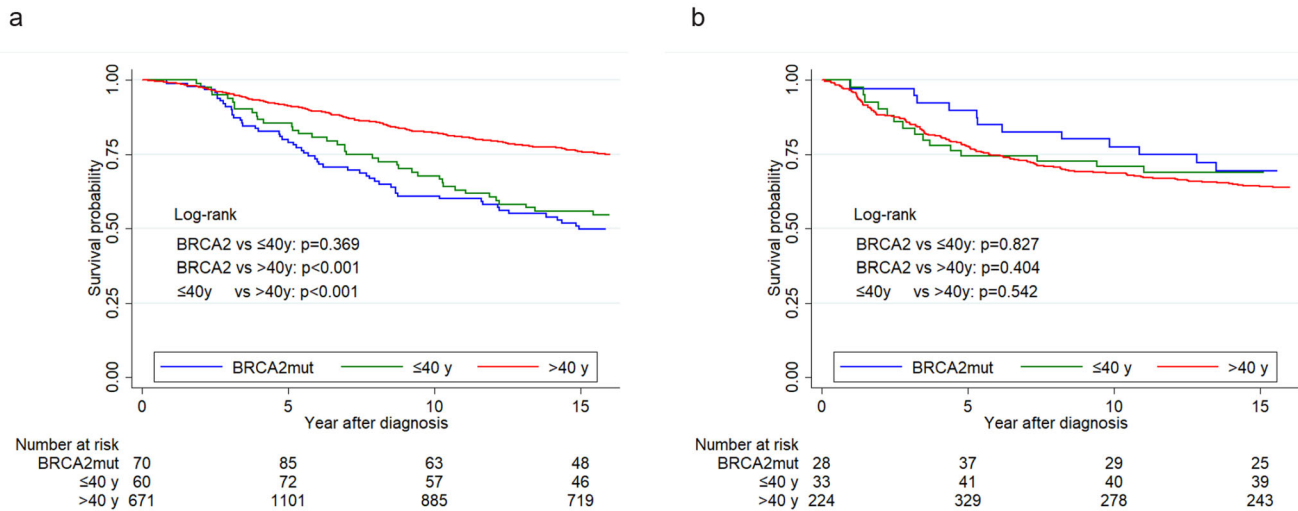 a
Survival probability
1.00
0.75
0.50
0.25
0.00
Log-rank
BRCA2 vs ≤40y: p=0.369
BRCA2 vs >40y: p<0.001
≤40y vs >40y: p<0.001
BRCA2mut ≤40 y >40 y
0 5 10 15
Year after diagnosis
Number at risk
BRCA2mut 70 85 63 48
≤40 y 60 72 57 46
>40 y 671 1101 885 719
b
Survival probability
1.00
0.75
0.50
0.25
0.00
Log-rank
BRCA2 vs ≤40y: p=0.827
BRCA2 vs >40y: p=0.404
≤40y vs >40y: p=0.542
BRCA2mut ≤40 y >40 y
0 5 10 15
Year after diagnosis
Number at risk
BRCA2mut 28 37 29 25
≤40 y 33 41 40 39
>40 y 224 329 278 243